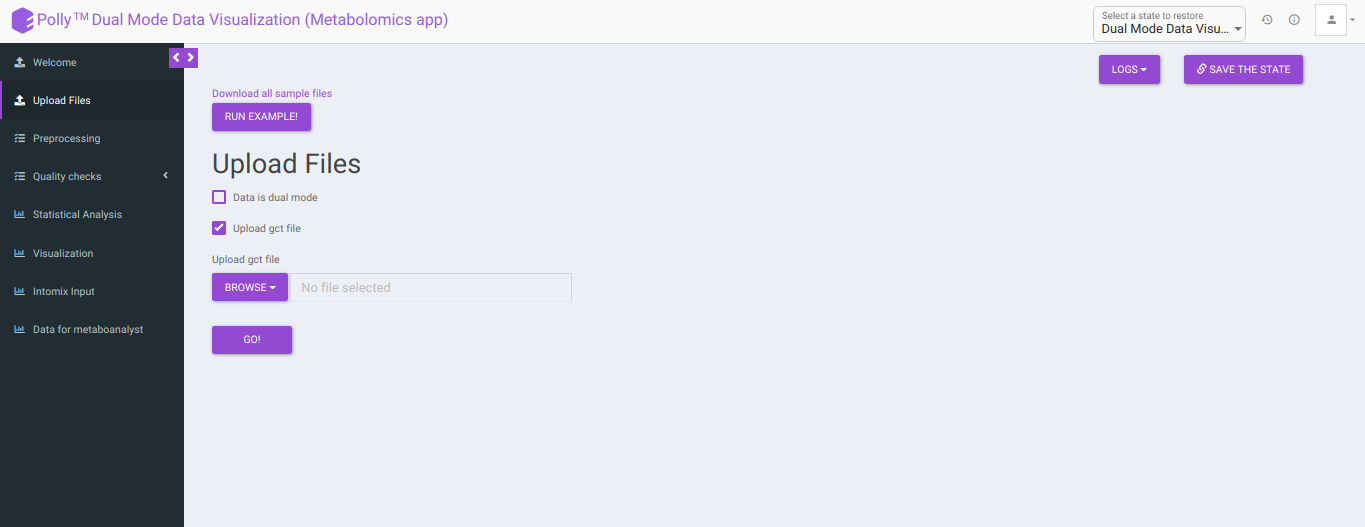 Polly™ Dual Mode Data Visualization (Metabolomics app)
Select a state to restore
Dual Mode Data Visu...
Welcome
Upload Files
Preprocessing
Quality checks
Statistical Analysis
Visualization
Intomix Input
Data for metaboanalyst
LOGS
SAVE THE STATE
Download all sample files
RUN EXAMPLE!
Upload Files
Data is dual mode
Upload gct file
Upload gct file
BROWSE
No file selected
GO!